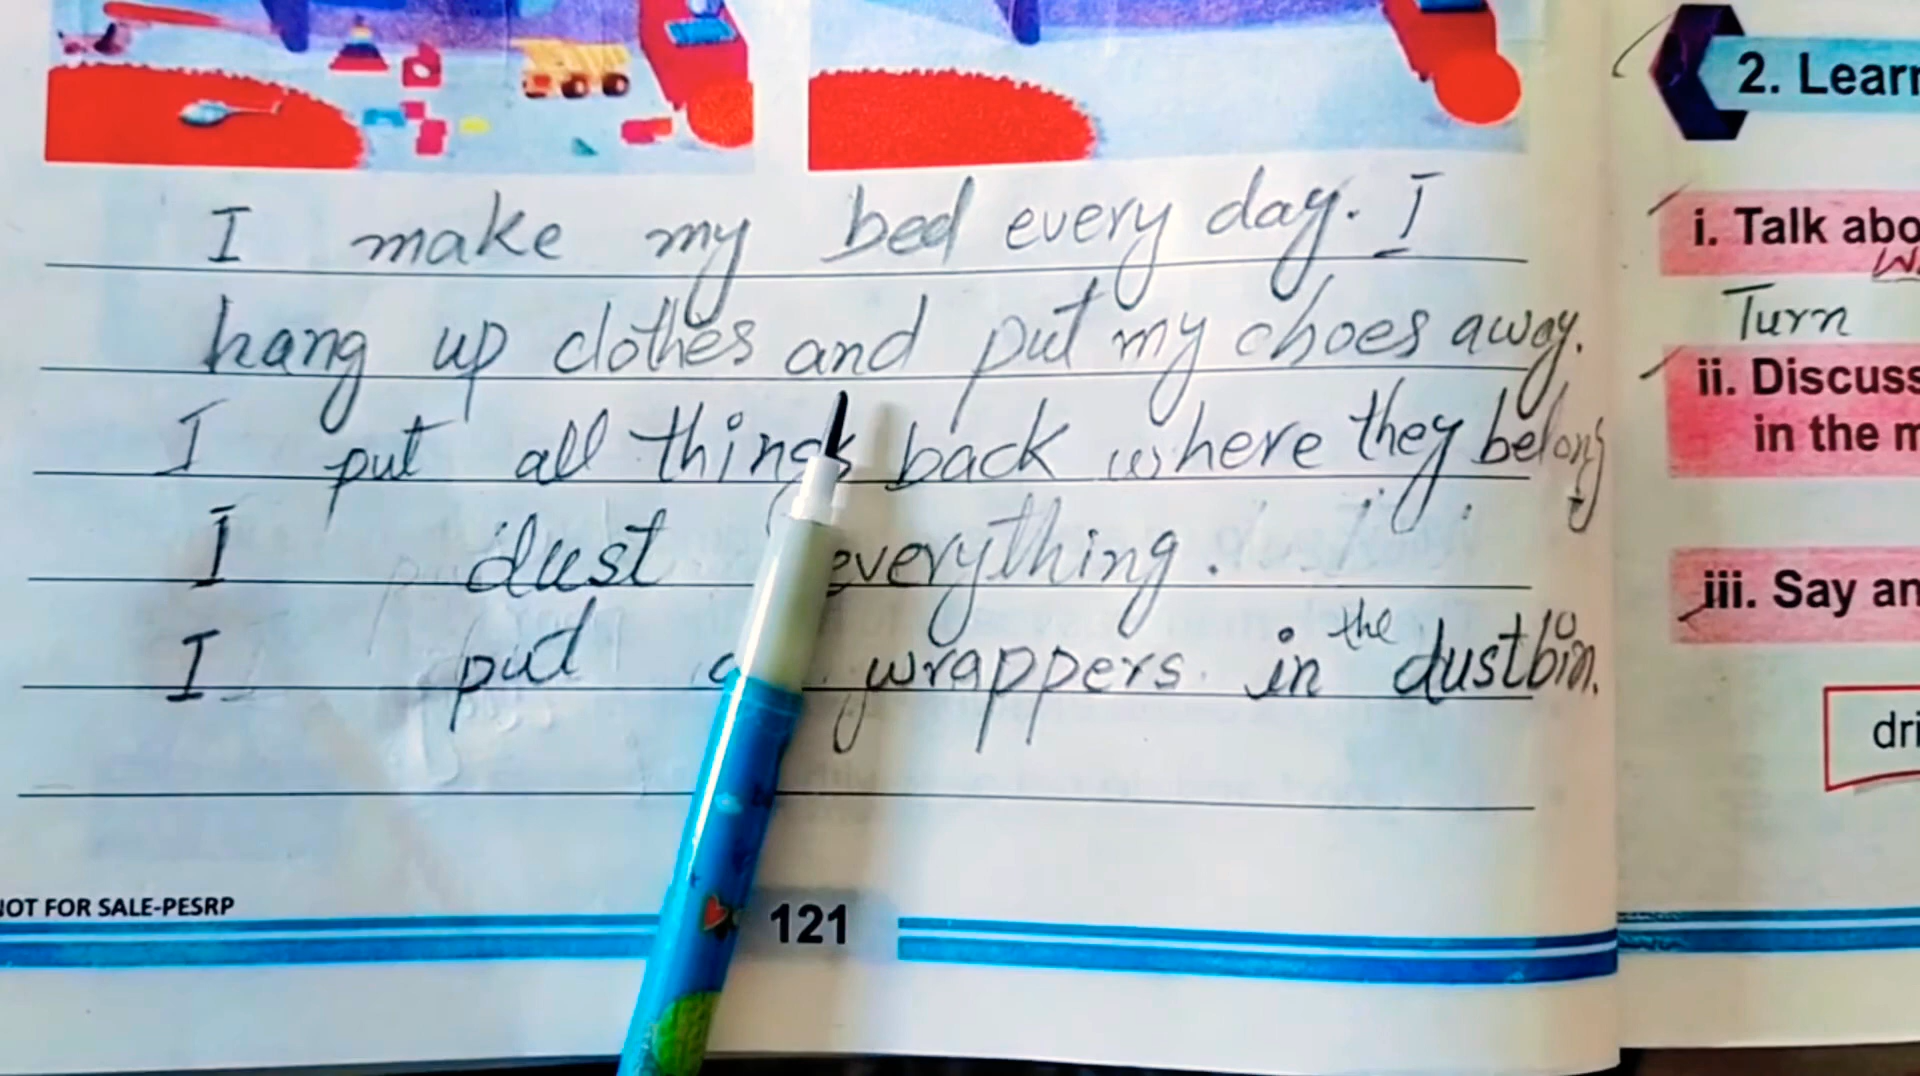 I make my bed every day. I
hang up clothes and put my choes away.
I put all things back where they belong
I dust everything.
I put wrappers in the dustbin.
NOT FOR SALE-PESRP
121
2. Learn
i. Talk abo
Turn
ii. Discuss
in the m
iii. Say an
dri